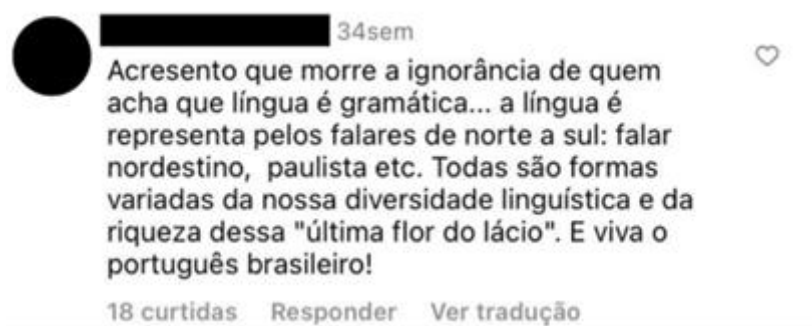 34sem
Acresento que morre a ignorância de quem
acha que língua é gramática... a língua é
representa pelos falares de norte a sul: falar
nordestino, paulista etc. Todas são formas
variadas da nossa diversidade linguística e da
riqueza dessa "última flor do lácio". E viva o
português brasileiro!
18 curtidas Responder Ver tradução